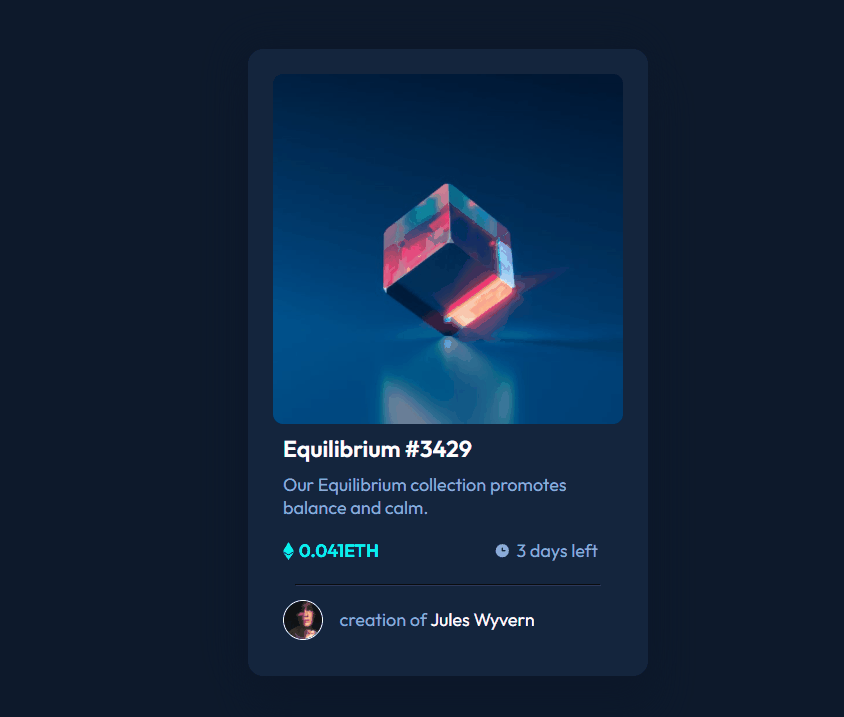 Equilibrium #3429
Our Equilibrium collection promotes
balance and calm.
0.041ETH
3 days left
creation of Jules Wyvern